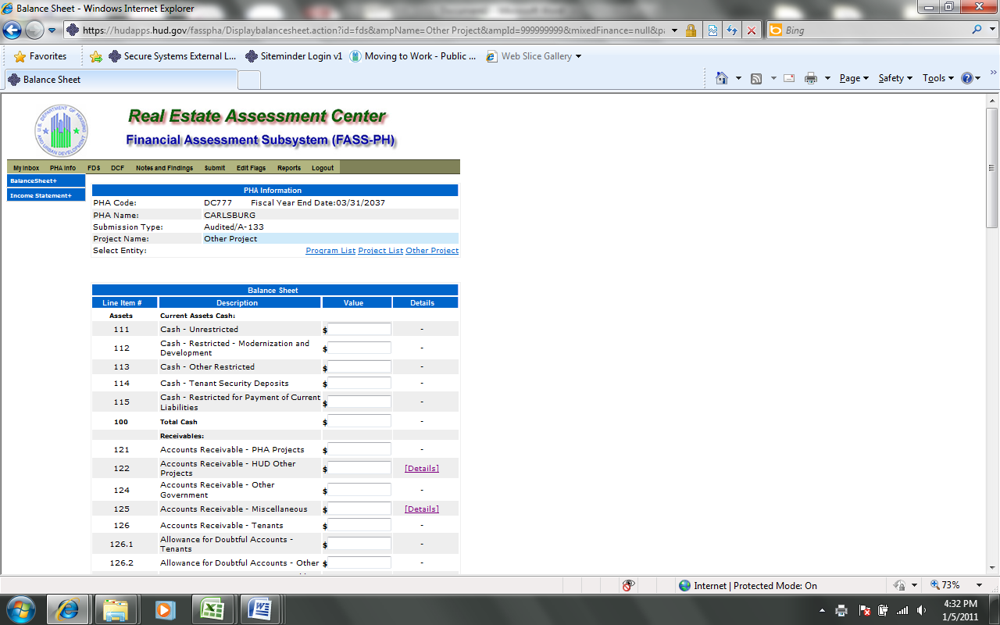 Balance Sheet - Windows Internet Explorer
https://hudapps.hud.gov/fasspha/Displaybalancesheet.action?id=fds&ampName=Other Project&ampId=999999999&mixedFinance=null&p
Bing
Favorites
Secure Systems External L...
Siteminder Login v1
Moving to Work - Public ...
Web Slice Gallery
Balance Sheet
Page
Safety
Tools
»
Real Estate Assessment Center
Financial Assessment Subsystem (FASS-PH)
U.S. DEPARTMENT OF HOUSING AND URBAN DEVELOPMENT
My Inbox PHA Info FDS DCF Notes and Findings Submit Edit Flags Reports Logout
BalanceSheet+
Income Statement+
PHA Information
PHA Code: DC777 Fiscal Year End Date:03/31/2037
PHA Name: CARLSBURG
Submission Type: Audited/A-133
Project Name: Other Project
Select Entity: Program List Project List Other Project
Balance Sheet
Line Item # Description Value Details
Assets Current Assets Cash:
111 Cash - Unrestricted $ -
112 Cash - Restricted - Modernization and
Development $ -
113 Cash - Other Restricted $ -
114 Cash - Tenant Security Deposits $ -
115 Cash - Restricted for Payment of Current
Liabilities $ -
100 Total Cash $ -
Receivables:
121 Accounts Receivable - PHA Projects $ -
122 Accounts Receivable - HUD Other
Projects $ [Details]
124 Accounts Receivable - Other
Government $ -
125 Accounts Receivable - Miscellaneous $ [Details]
126 Accounts Receivable - Tenants $ -
126.1 Allowance for Doubtful Accounts -
Tenants $ -
126.2 Allowance for Doubtful Accounts - Other $ -
Internet | Protected Mode: On
73%
4:32 PM
1/5/2011